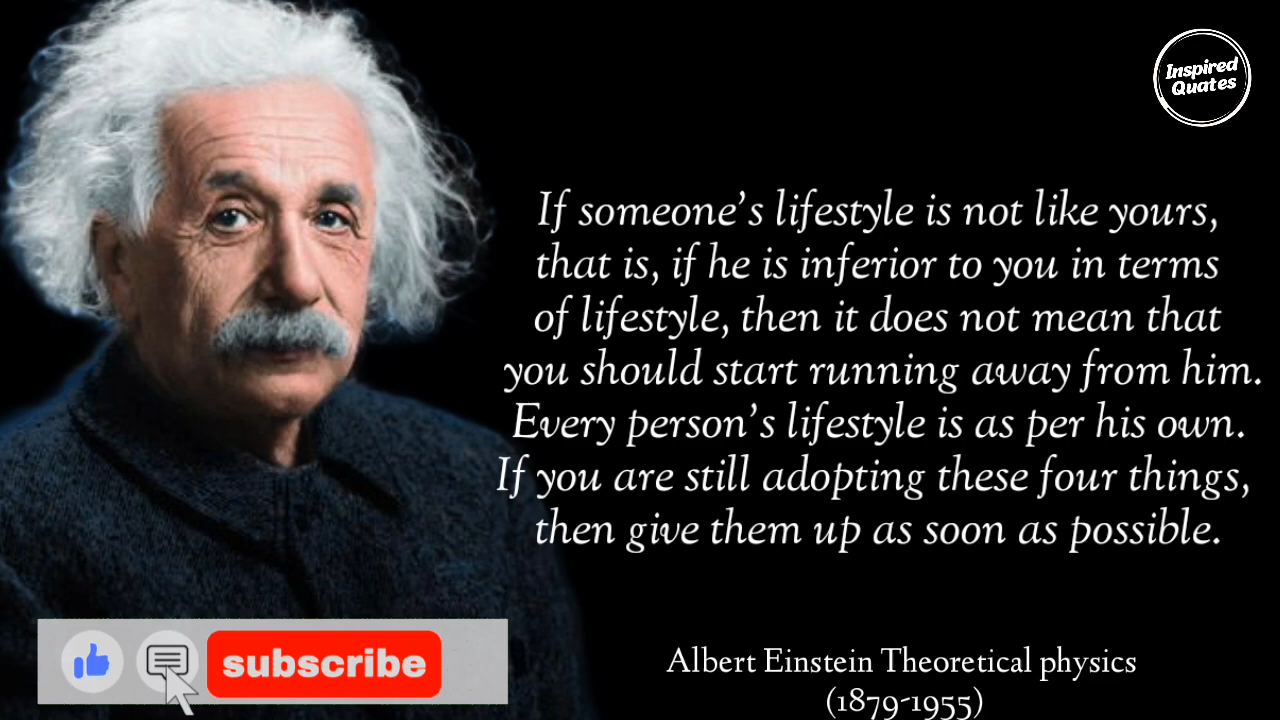 Inspired
Quates
If someone's lifestyle is not like yours,
that is, if he is inferior to you in terms
of lifestyle, then it does not mean that
you should start running away from him.
Every person's lifestyle is as per his own.
If you are still adopting these four things,
then give them up as soon as possible.
subscribe
Albert Einstein Theoretical physics
(1879-1955)